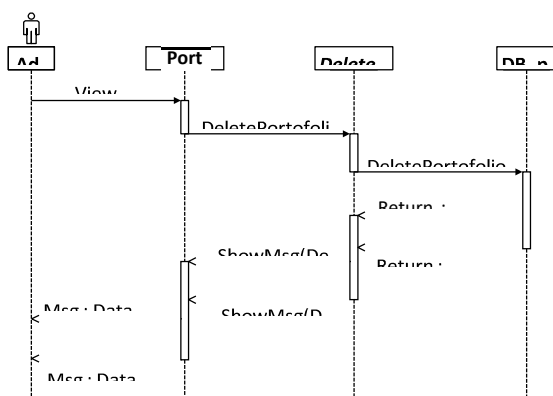 Ad
Port
Delete
DB_p
View
DeletePortofoli
DeletePortofolio
Return :
ShowMsg(De
Return :
Msg : Data
ShowMsg(D
Msg : Data